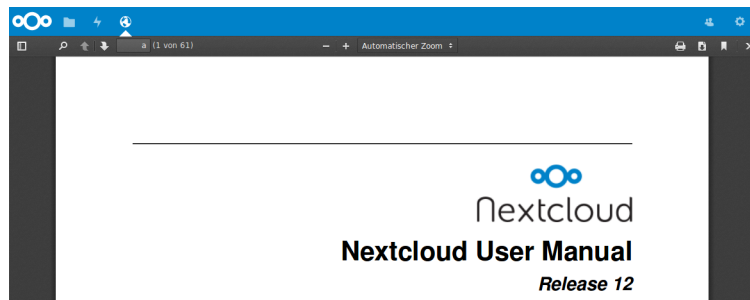 a (1 von 61) Automatischer Zoom
Nextcloud
Nextcloud User Manual
Release 12